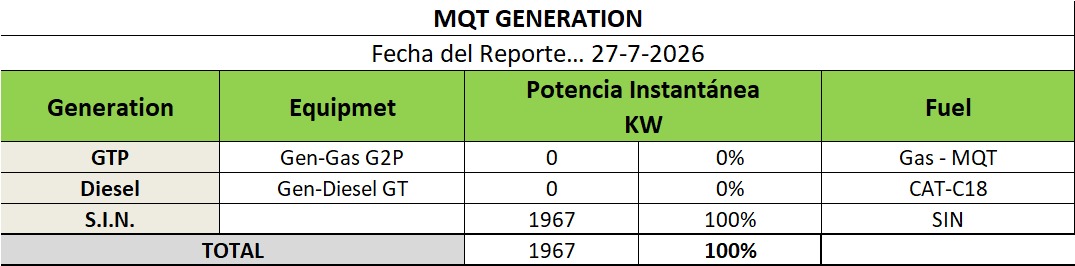 MQT GENERATION
Fecha del Reporte... 27-7-2026
Generation Equipmet Potencia Instantánea KW Fuel
GTP Gen-Gas G2P 0 0% Gas - MQT
Diesel Gen-Diesel GT 0 0% CAT-C18
S.I.N. 1967 100% SIN
TOTAL 1967 100%